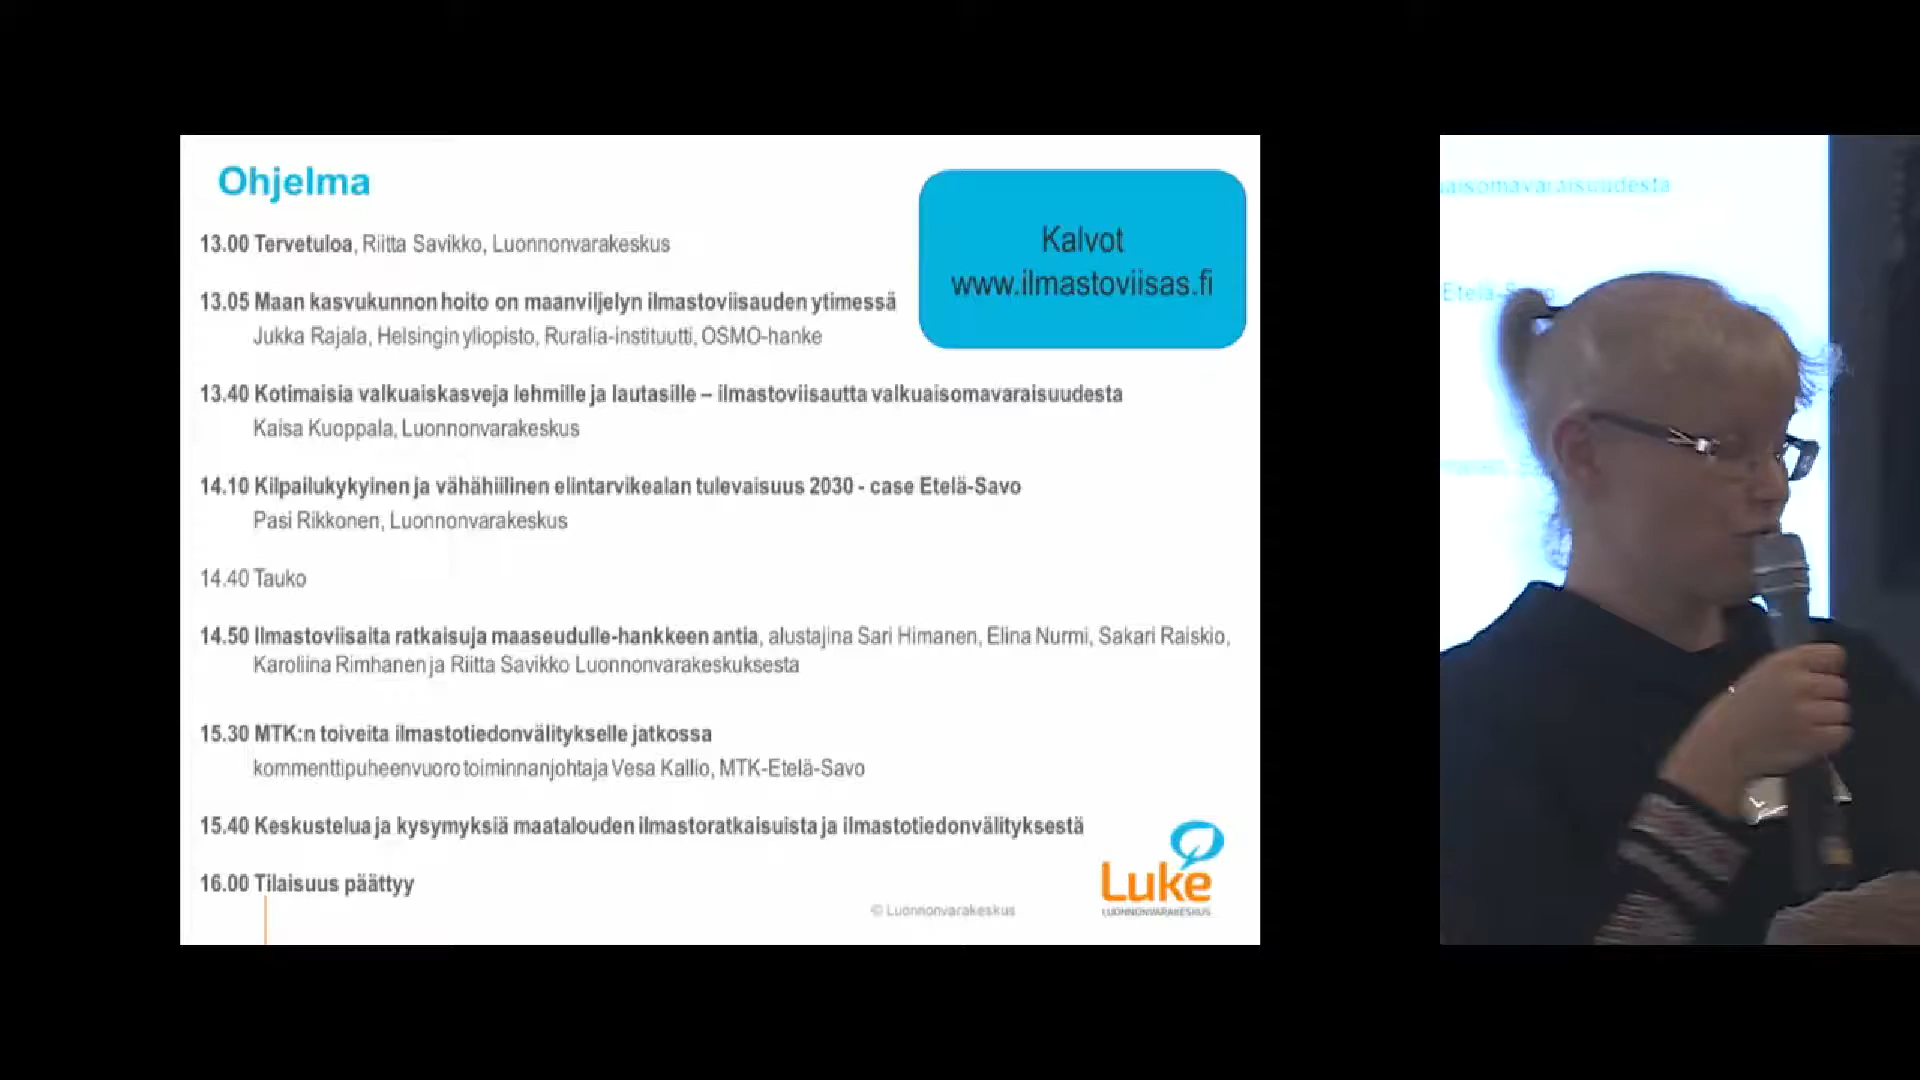 Ohjelma
Kalvot
www.ilmastoviisas.fi
13.00 Tervetuloa, Riitta Savikko, Luonnonvarakeskus
13.05 Maan kasvukunnon hoito on maanviljelyn ilmastoviisauden ytimessä
Jukka Rajala, Helsingin yliopisto, Ruralia-instituutti, OSMO-hanke
13.40 Kotimaisia valkuaiskasveja lehmille ja lautasille – ilmastoviisautta valkuaisomavaraisuudesta
Kaisa Kuoppala, Luonnonvarakeskus
14.10 Kilpailukykyinen ja vähähiilinen elintarvikealan tulevaisuus 2030 - case Etelä-Savo
Pasi Rikkonen, Luonnonvarakeskus
14.40 Tauko
14.50 Ilmastoviisaita ratkaisuja maaseudulle-hankkeen antia, alustajina Sari Himanen, Elina Nurmi, Sakari Raiskio,
Karoliina Rimhanen ja Riitta Savikko Luonnonvarakeskuksesta
15.30 MTK:n toiveita ilmastotiedonvälitykselle jatkossa
kommenttipuheenvuoro toiminnanjohtaja Vesa Kallio, MTK-Etelä-Savo
15.40 Keskustelua ja kysymyksiä maatalouden ilmastoratkaisuista ja ilmastotiedonvälityksestä
16.00 Tilaisuus päättyy
© Luonnonvarakeskus
Luke
LUONNONVARAKESKUS
aisomavaraisuudesta
Etelä-Savo